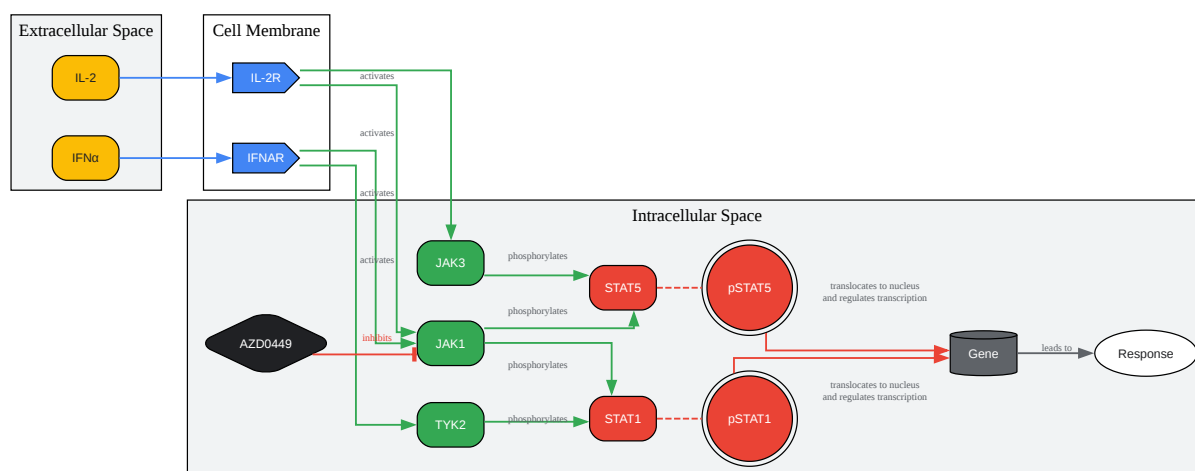 Extracellular Space
Cell Membrane
IL-2
IL-2R
activates
activates
IFNα
IFNAR
activates
Intracellular Space
activates
JAK3
phosphorylates
STAT5
pSTAT5
translocates to nucleus
and regulates transcription
phosphorylates
AZD0449
inhibits
JAK1
Gene
leads to
Response
phosphorylates
translocates to nucleus
and regulates transcription
TYK2
phosphorylates
STAT1
pSTAT1